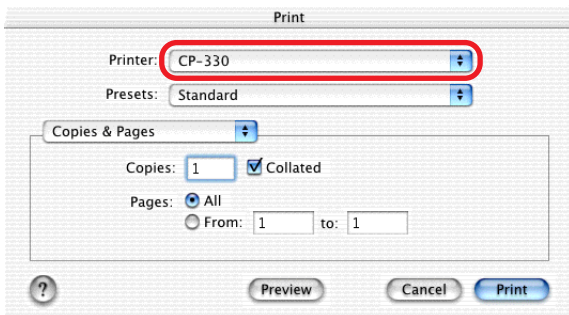 Print
Printer: CP-330
Presets: Standard
Copies & Pages
Copies: 1 Collated
Pages: All
From: 1 to: 1
? Preview Cancel Print